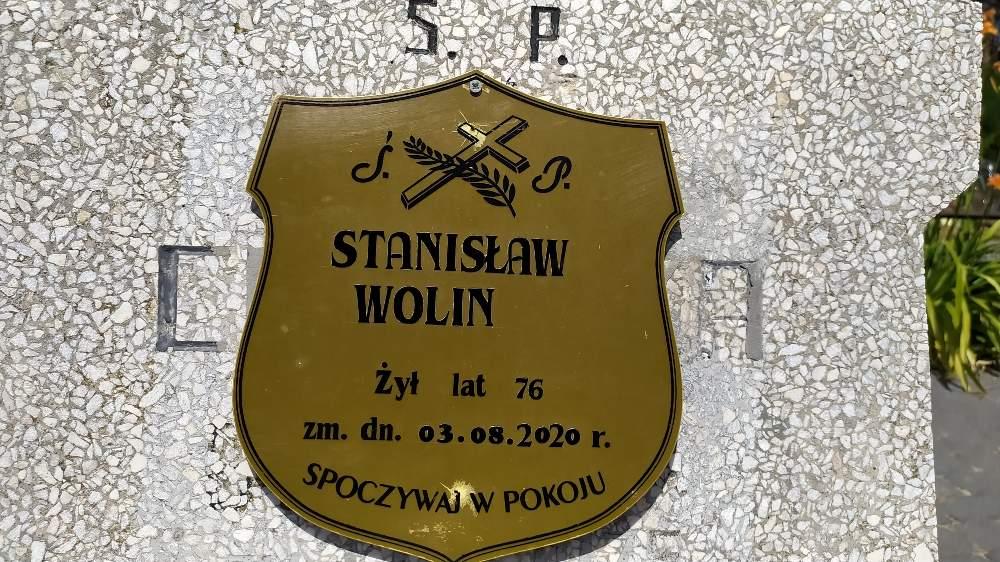 S. P.
Ś. P.
STANISŁAW
WOLIN
Żył lat 76
zm. dn. 03.08.2020 r.
SPOCZYWAJ W POKOJU